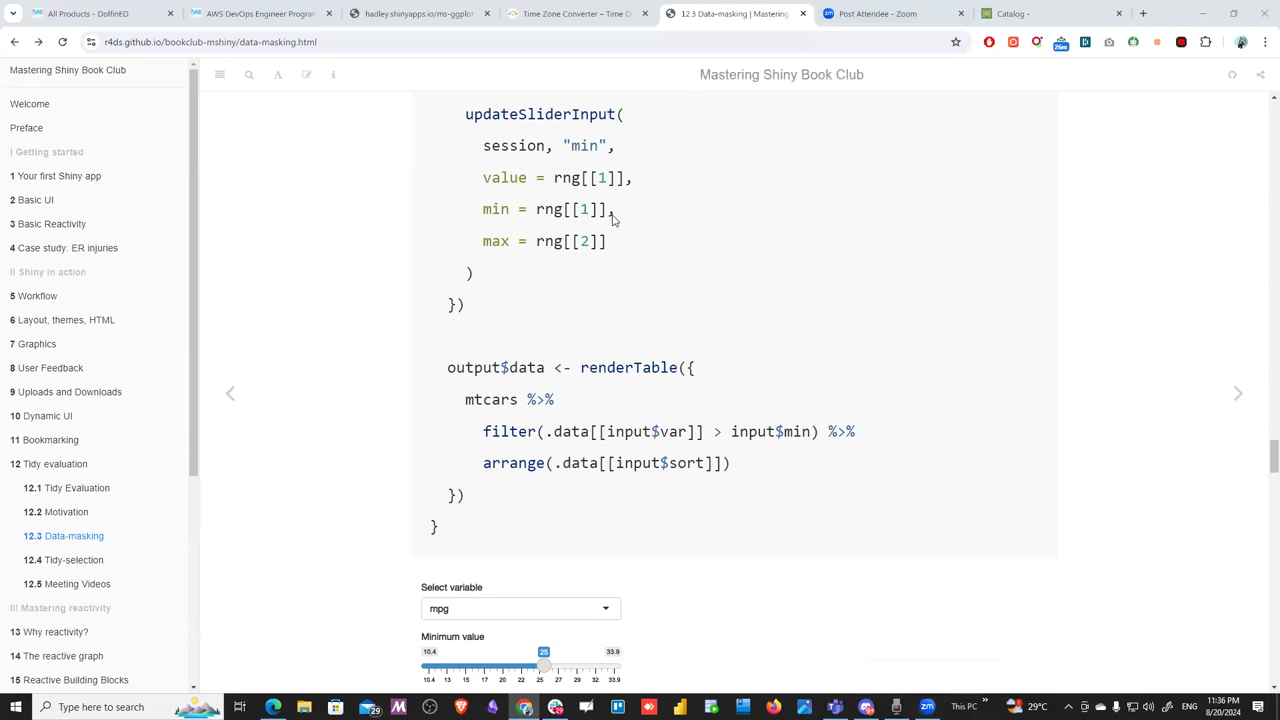 All Products | DolfinED
AWS DevOps Engineer Progra
hadley.shinyapps.io/ms-ggplo
Time Zone Converter – Time D
12.3 Data-masking | Mastering
Post Attendee - Zoom
Catalog -
r4ds.github.io/bookclub-mshiny/data-masking.html
26m
Mastering Shiny Book Club
Mastering Shiny Book Club
Welcome
Preface
I Getting started
1 Your first Shiny app
2 Basic UI
3 Basic Reactivity
4 Case study: ER injuries
II Shiny in action
5 Workflow
6 Layout, themes, HTML
7 Graphics
8 User Feedback
9 Uploads and Downloads
10 Dynamic UI
11 Bookmarking
12 Tidy evaluation
12.1 Tidy Evaluation
12.2 Motivation
12.3 Data-masking
12.4 Tidy-selection
12.5 Meeting Videos
III Mastering reactivity
13 Why reactivity?
14 The reactive graph
15 Reactive Building Blocks
updateSliderInput(
session, "min",
value = rng[[1]],
min = rng[[1]],
max = rng[[2]]
)
})
output$data <- renderTable({
mtcars %>%
filter(.data[[input$var]] > input$min) %>%
arrange(.data[[input$sort]])
})
}
Select variable
mpg
Minimum value
10.4 25 33.9
10.4 13 15 17 20 22 25 27 29 32 33.9
Type here to search
29
This PC
29°C
11:36 PM
8/20/2024